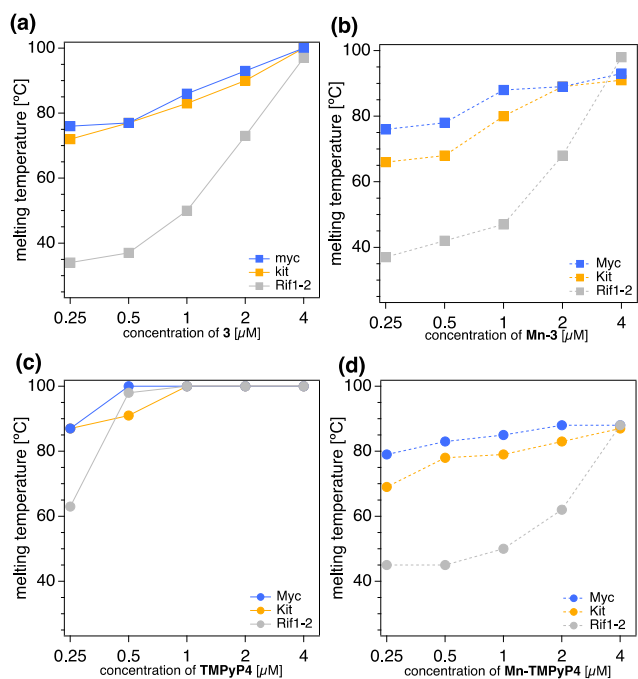 (a)
melting temperature [ºC]
100
80
60
40
0.25 0.5 1 2 4
myc
kit
Rif1-2
concentration of 3 [µM]
(b)
melting temperature [ºC]
100
80
60
40
0.25 0.5 1 2 4
Myc
Kit
Rif1-2
concentration of Mn-3 [µM]
(c)
melting temperature [ºC]
100
80
60
40
0.25 0.5 1 2 4
Myc
Kit
Rif1-2
concentration of TMPyP4 [µM]
(d)
melting temperature [ºC]
100
80
60
40
0.25 0.5 1 2 4
Myc
Kit
Rif1-2
concentration of Mn-TMPyP4 [µM]